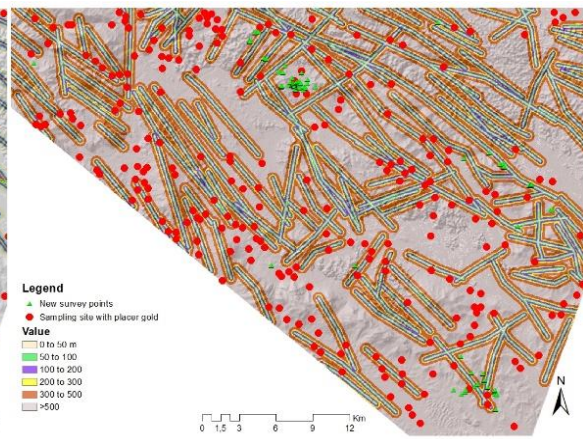 Legend
New survey points
Sampling site with placer gold
Value
0 to 50 m
50 to 100
100 to 200
200 to 300
300 to 500
>500
Km
0 1,5 3 6 9 12
N